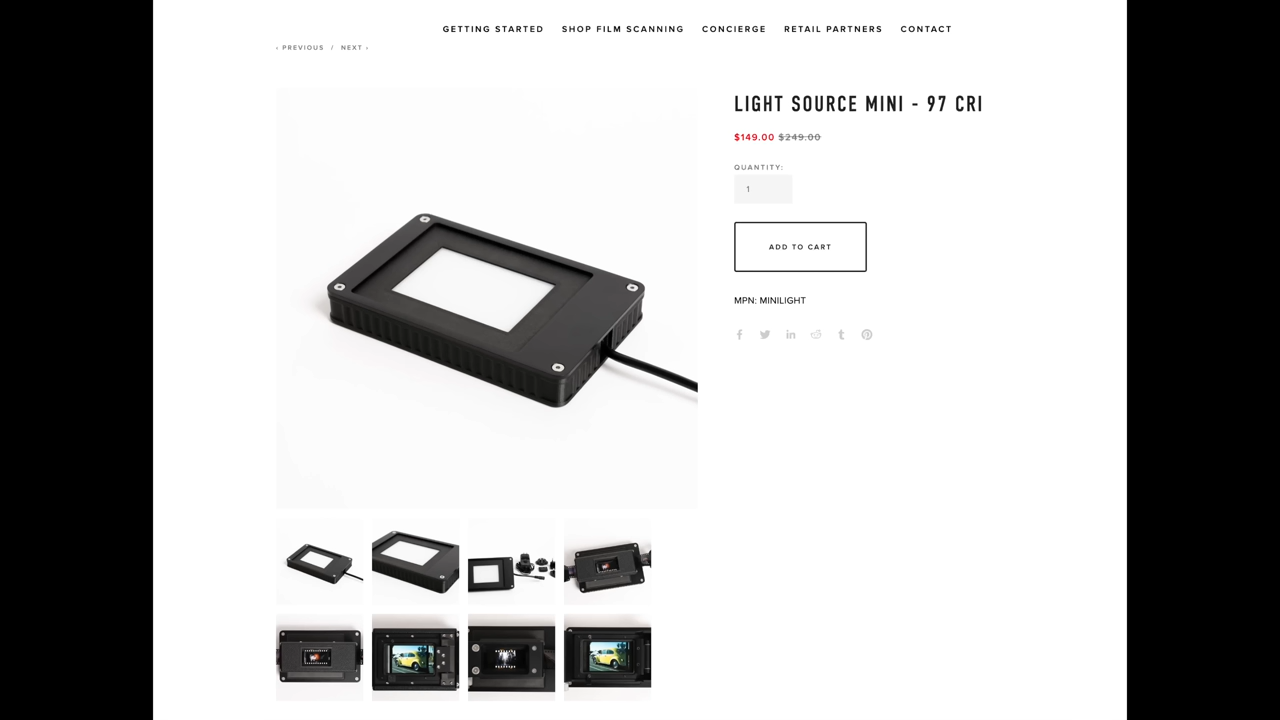 GETTING STARTED SHOP FILM SCANNING CONCIERGE RETAIL PARTNERS CONTACT
‹ PREVIOUS / NEXT ›
LIGHT SOURCE MINI - 97 CRI
$149.00 $249.00
QUANTITY:
1
ADD TO CART
MPN: MINILIGHT